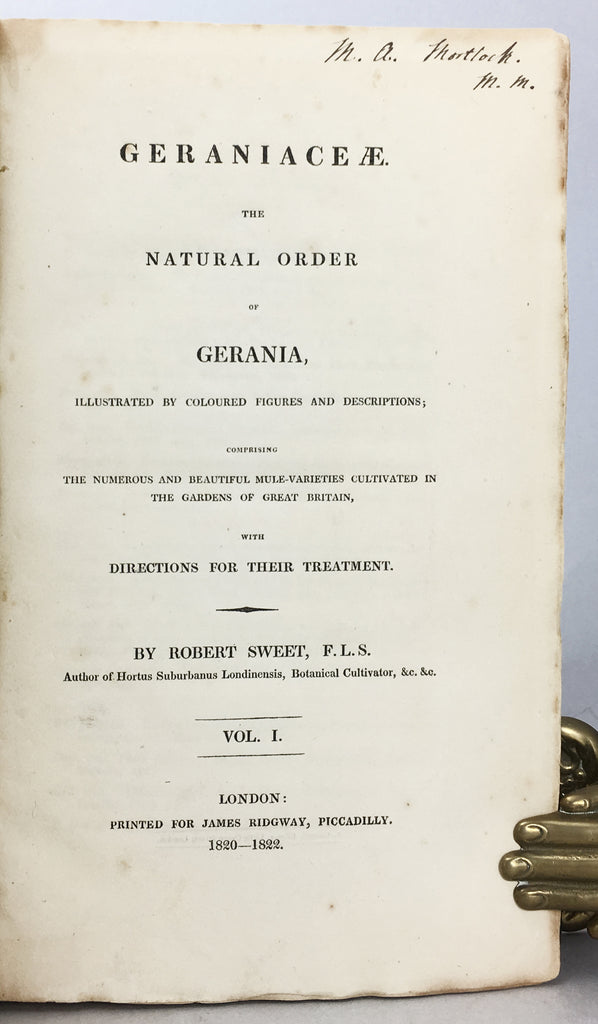 M. A. Mortlock.
M. M.
GERANIACEÆ.
THE
NATURAL ORDER
OF
GERANIA,
ILLUSTRATED BY COLOURED FIGURES AND DESCRIPTIONS;
COMPRISING
THE NUMEROUS AND BEAUTIFUL MULE-VARIETIES CULTIVATED IN
THE GARDENS OF GREAT BRITAIN,
WITH
DIRECTIONS FOR THEIR TREATMENT.
BY ROBERT SWEET, F. L. S.
Author of Hortus Suburbanus Londinensis, Botanical Cultivator, &c. &c.
VOL. I.
LONDON:
PRINTED FOR JAMES RIDGWAY, PICCADILLY.
1820—1822.